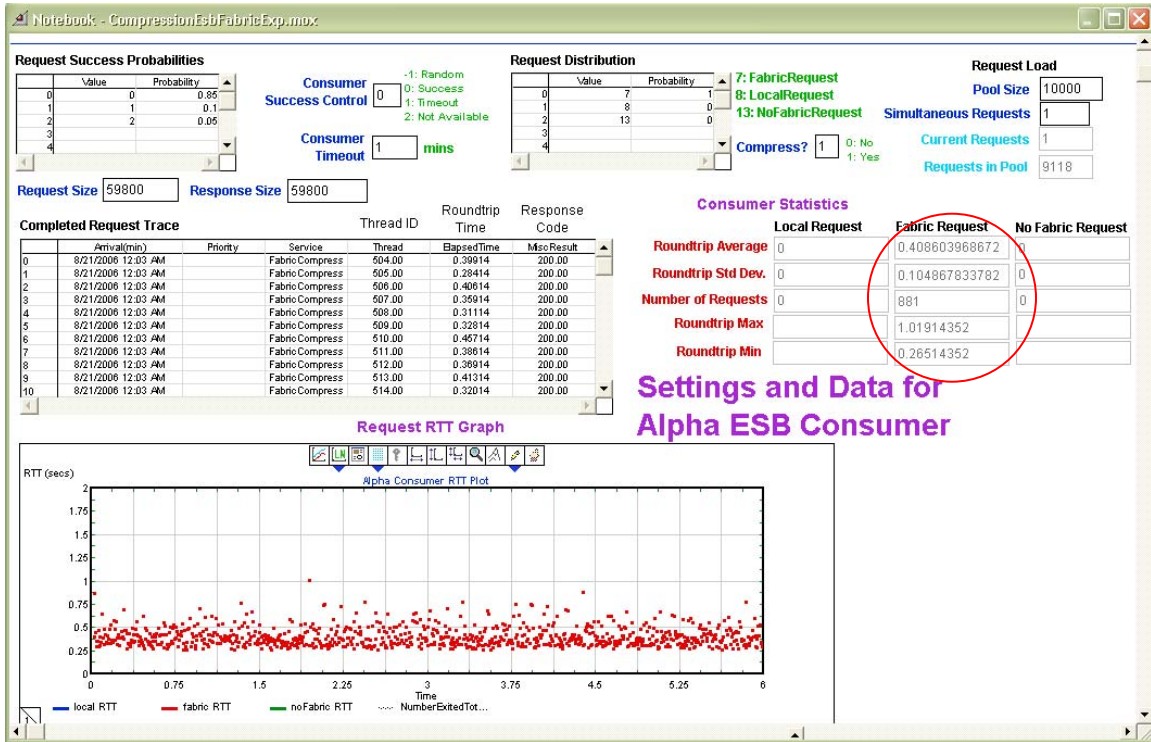 Notebook - CompressionEsbFabricExp.mox
Request Success Probabilities
Value Probability
0 0 0.85
1 1 0.1
2 2 0.05
3
4
Consumer Success Control 0
-1: Random
0: Success
1: Timeout
2: Not Available
Consumer Timeout 1 mins
Request Distribution
Value Probability
0 7 1
1 8 0
2 13 0
3
4
7: FabricRequest
8: LocalRequest
13: NoFabricRequest
Compress? 1
0: No
1: Yes
Request Load
Pool Size 10000
Simultaneous Requests 1
Current Requests 1
Requests in Pool 9118
Request Size 59800 Response Size 59800
Completed Request Trace
Thread ID
Roundtrip Time
Response Code
Arrival(min) Priority Service Thread ElapsedTime MiscResult
0 8/21/2006 12:03 AM FabricCompress 504.00 0.39914 200.00
1 8/21/2006 12:03 AM FabricCompress 505.00 0.28414 200.00
2 8/21/2006 12:03 AM FabricCompress 506.00 0.40614 200.00
3 8/21/2006 12:03 AM FabricCompress 507.00 0.35914 200.00
4 8/21/2006 12:03 AM FabricCompress 508.00 0.31114 200.00
5 8/21/2006 12:03 AM FabricCompress 509.00 0.32814 200.00
6 8/21/2006 12:03 AM FabricCompress 510.00 0.45714 200.00
7 8/21/2006 12:03 AM FabricCompress 511.00 0.38614 200.00
8 8/21/2006 12:03 AM FabricCompress 512.00 0.36914 200.00
9 8/21/2006 12:03 AM FabricCompress 513.00 0.41314 200.00
10 8/21/2006 12:03 AM FabricCompress 514.00 0.32014 200.00
Consumer Statistics
Local Request Fabric Request No Fabric Request
Roundtrip Average 0 0.408603968672 0
Roundtrip Std Dev. 0 0.104867833782 0
Number of Requests 0 881 0
Roundtrip Max 1.01914352
Roundtrip Min 0.26514352
Settings and Data for
Alpha ESB Consumer
Request RTT Graph
LN
RTT (secs)
Alpha Consumer RTT Plot
2
1.75
1.5
1.25
1
0.75
0.5
0.25
0
0 0.75 1.5 2.25 3 3.75 4.5 5.25 6
Time
local RTT fabric RTT noFabric RTT NumberExitedTot...
1